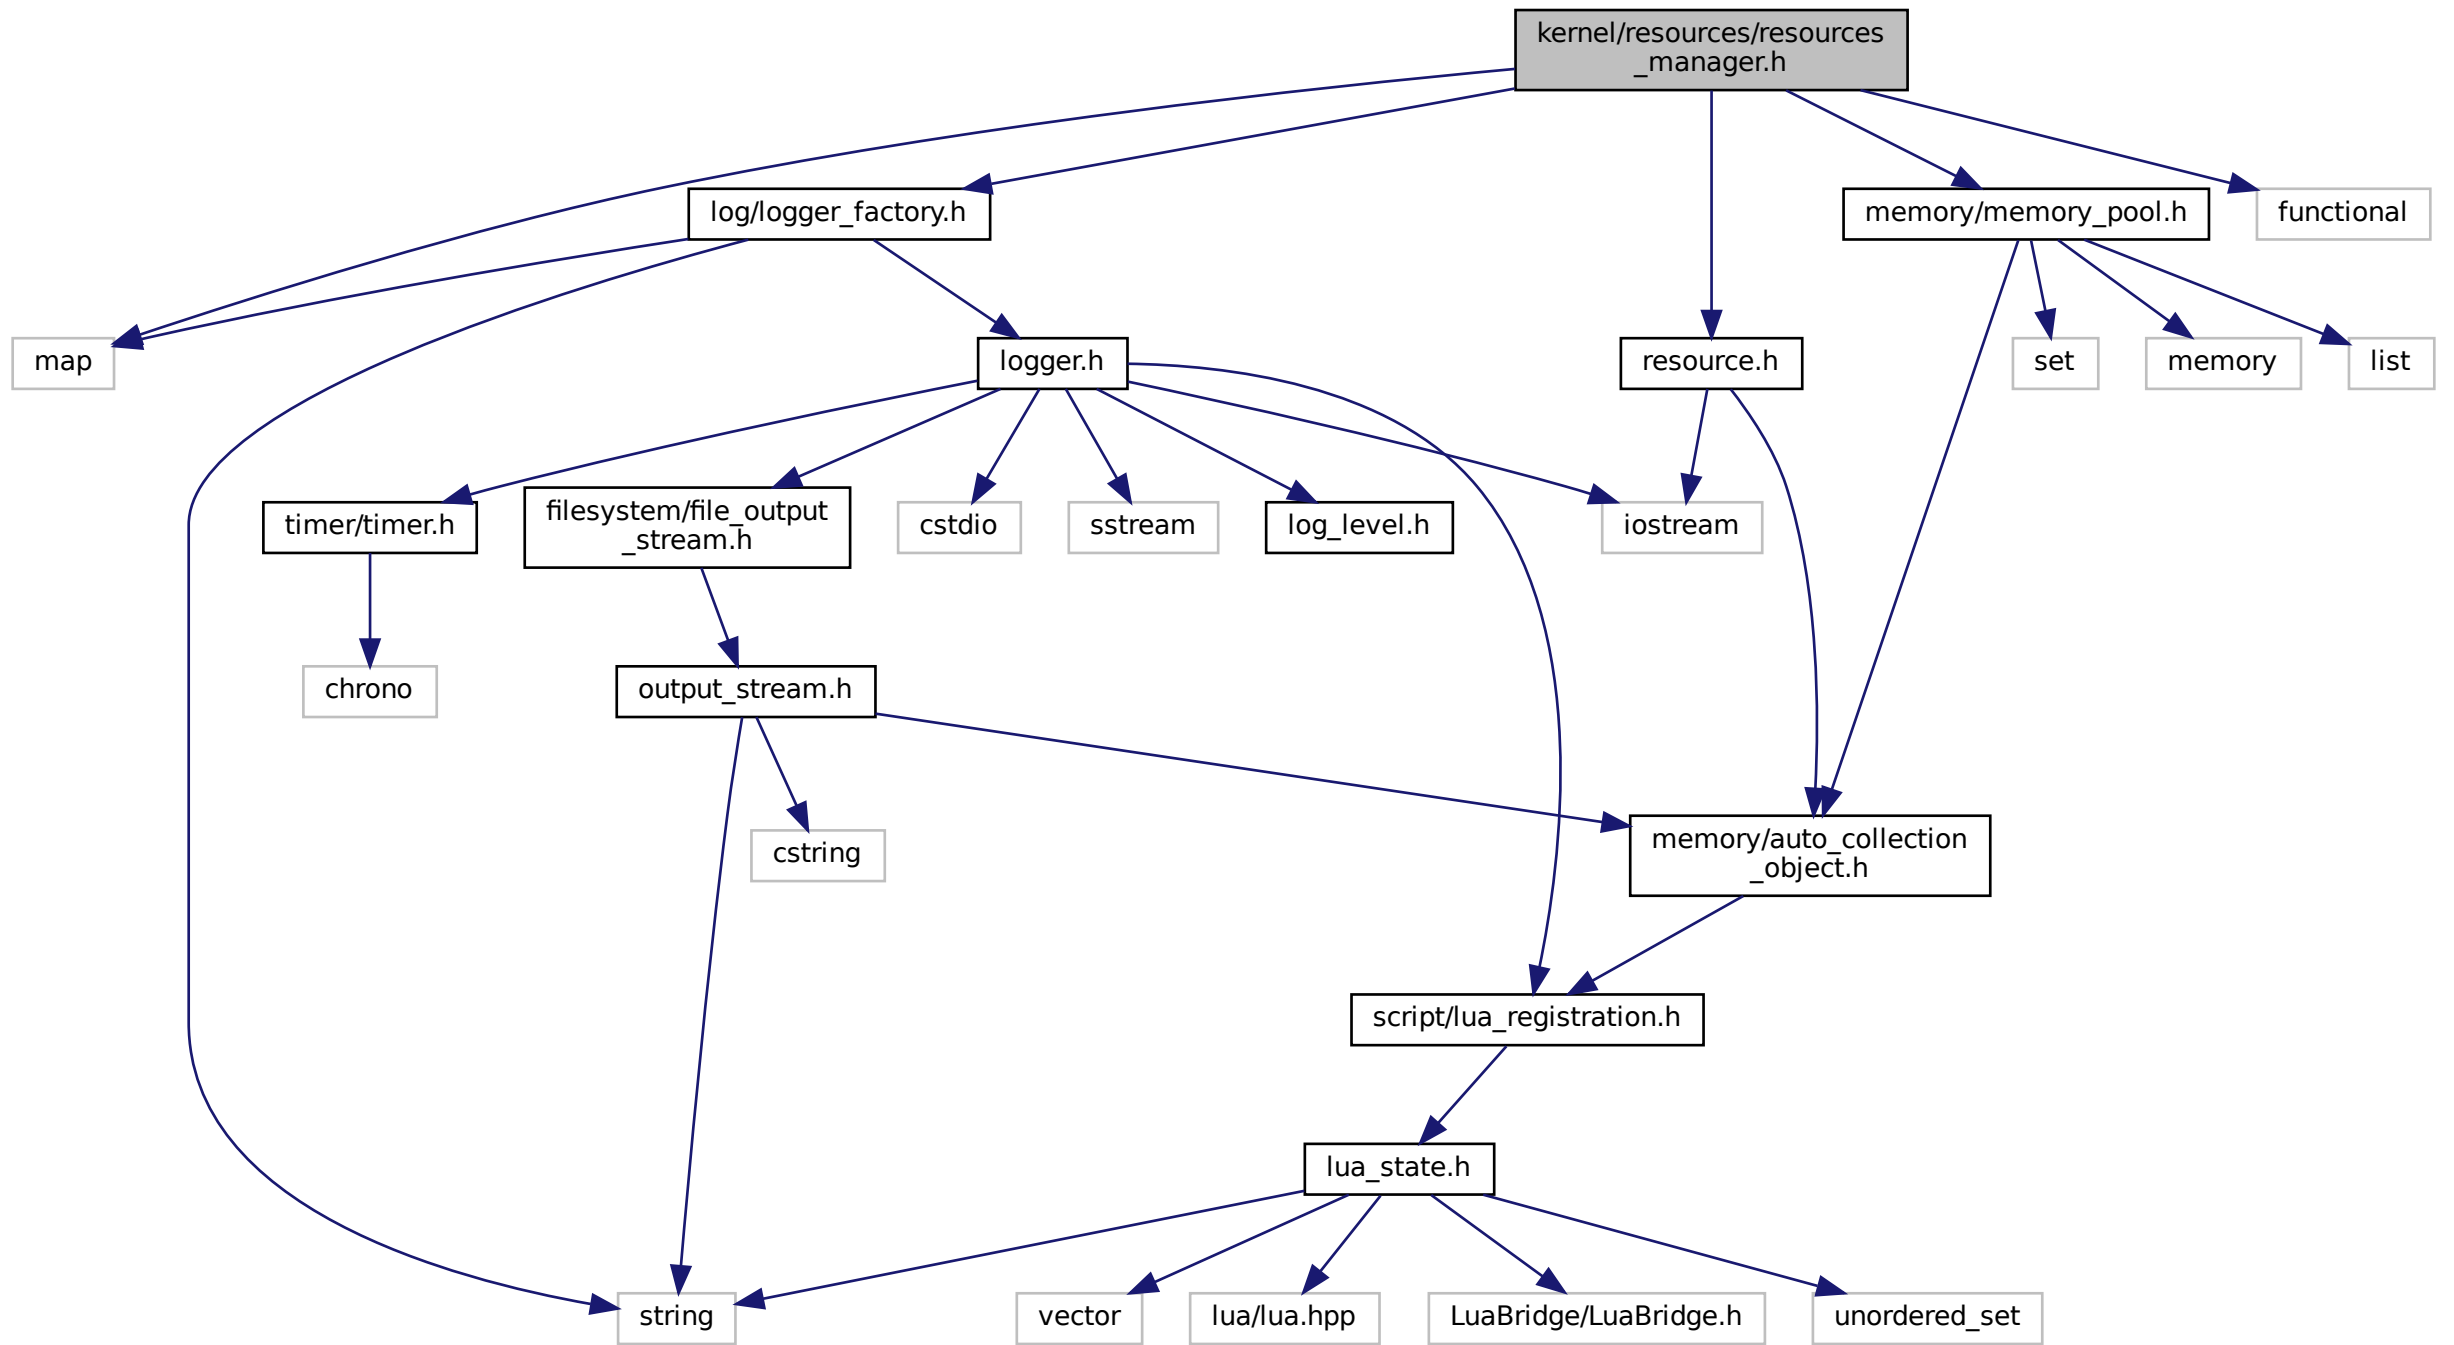 kernel/resources/resources
_manager.h
log/logger_factory.h
memory/memory_pool.h
functional
map
logger.h
resource.h
set
memory
list
timer/timer.h
filesystem/file_output
_stream.h
cstdio
sstream
log_level.h
iostream
chrono
output_stream.h
cstring
memory/auto_collection
_object.h
script/lua_registration.h
lua_state.h
string
vector
lua/lua.hpp
LuaBridge/LuaBridge.h
unordered_set